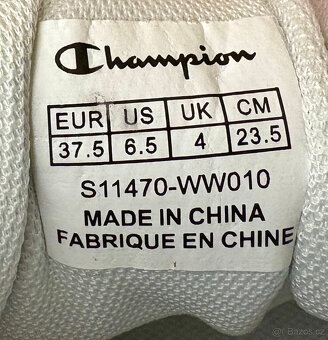 Champion
EUR US UK CM
37.5 6.5 4 23.5
S11470-WW010
MADE IN CHINA
FABRIQUE EN CHINE
Bazos.cz